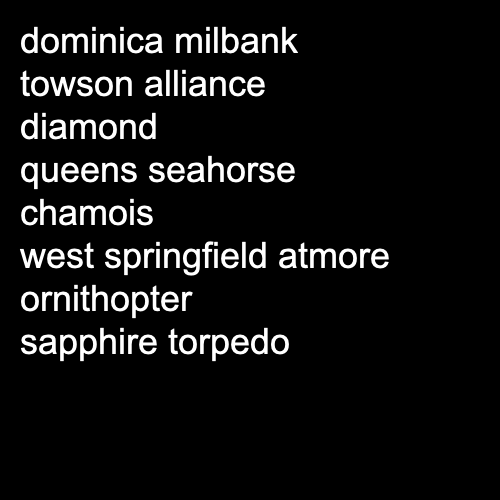 dominica milbank
towson alliance
diamond
queens seahorse
chamois
west springfield atmore
ornithopter
sapphire torpedo